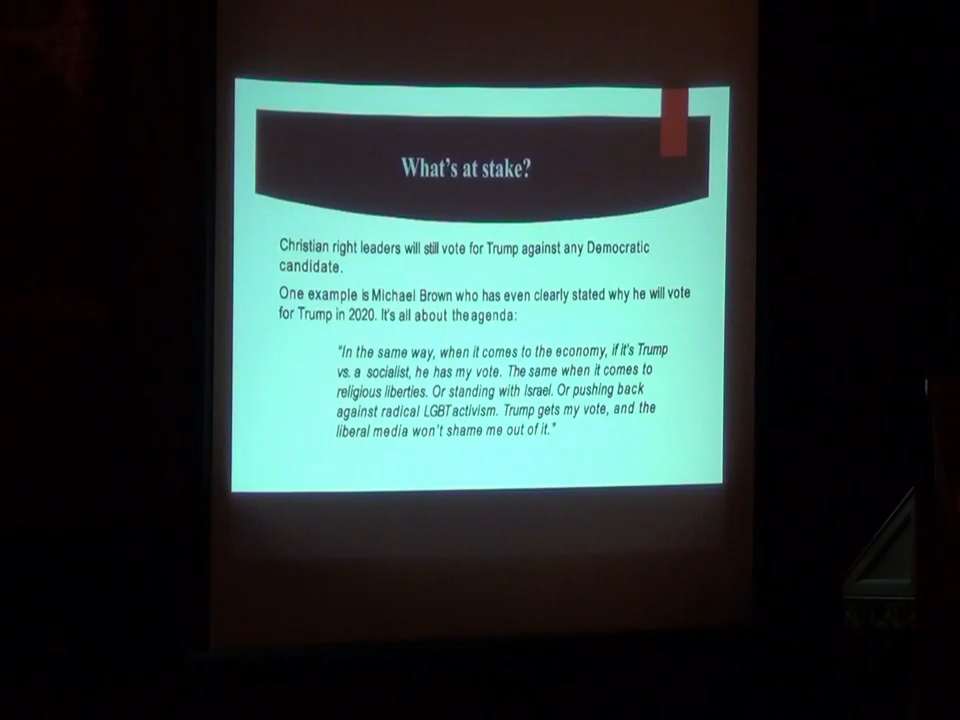 What's at stake?
Christian right leaders will still vote for Trump against any Democratic
candidate.
One example is Michael Brown who has even clearly stated why he will vote
for Trump in 2020. It's all about the agenda:
"In the same way, when it comes to the economy, if it's Trump
vs. a socialist, he has my vote. The same when it comes to
religious liberties. Or standing with Israel. Or pushing back
against radical LGBT activism. Trump gets my vote, and the
liberal media won't shame me out of it."